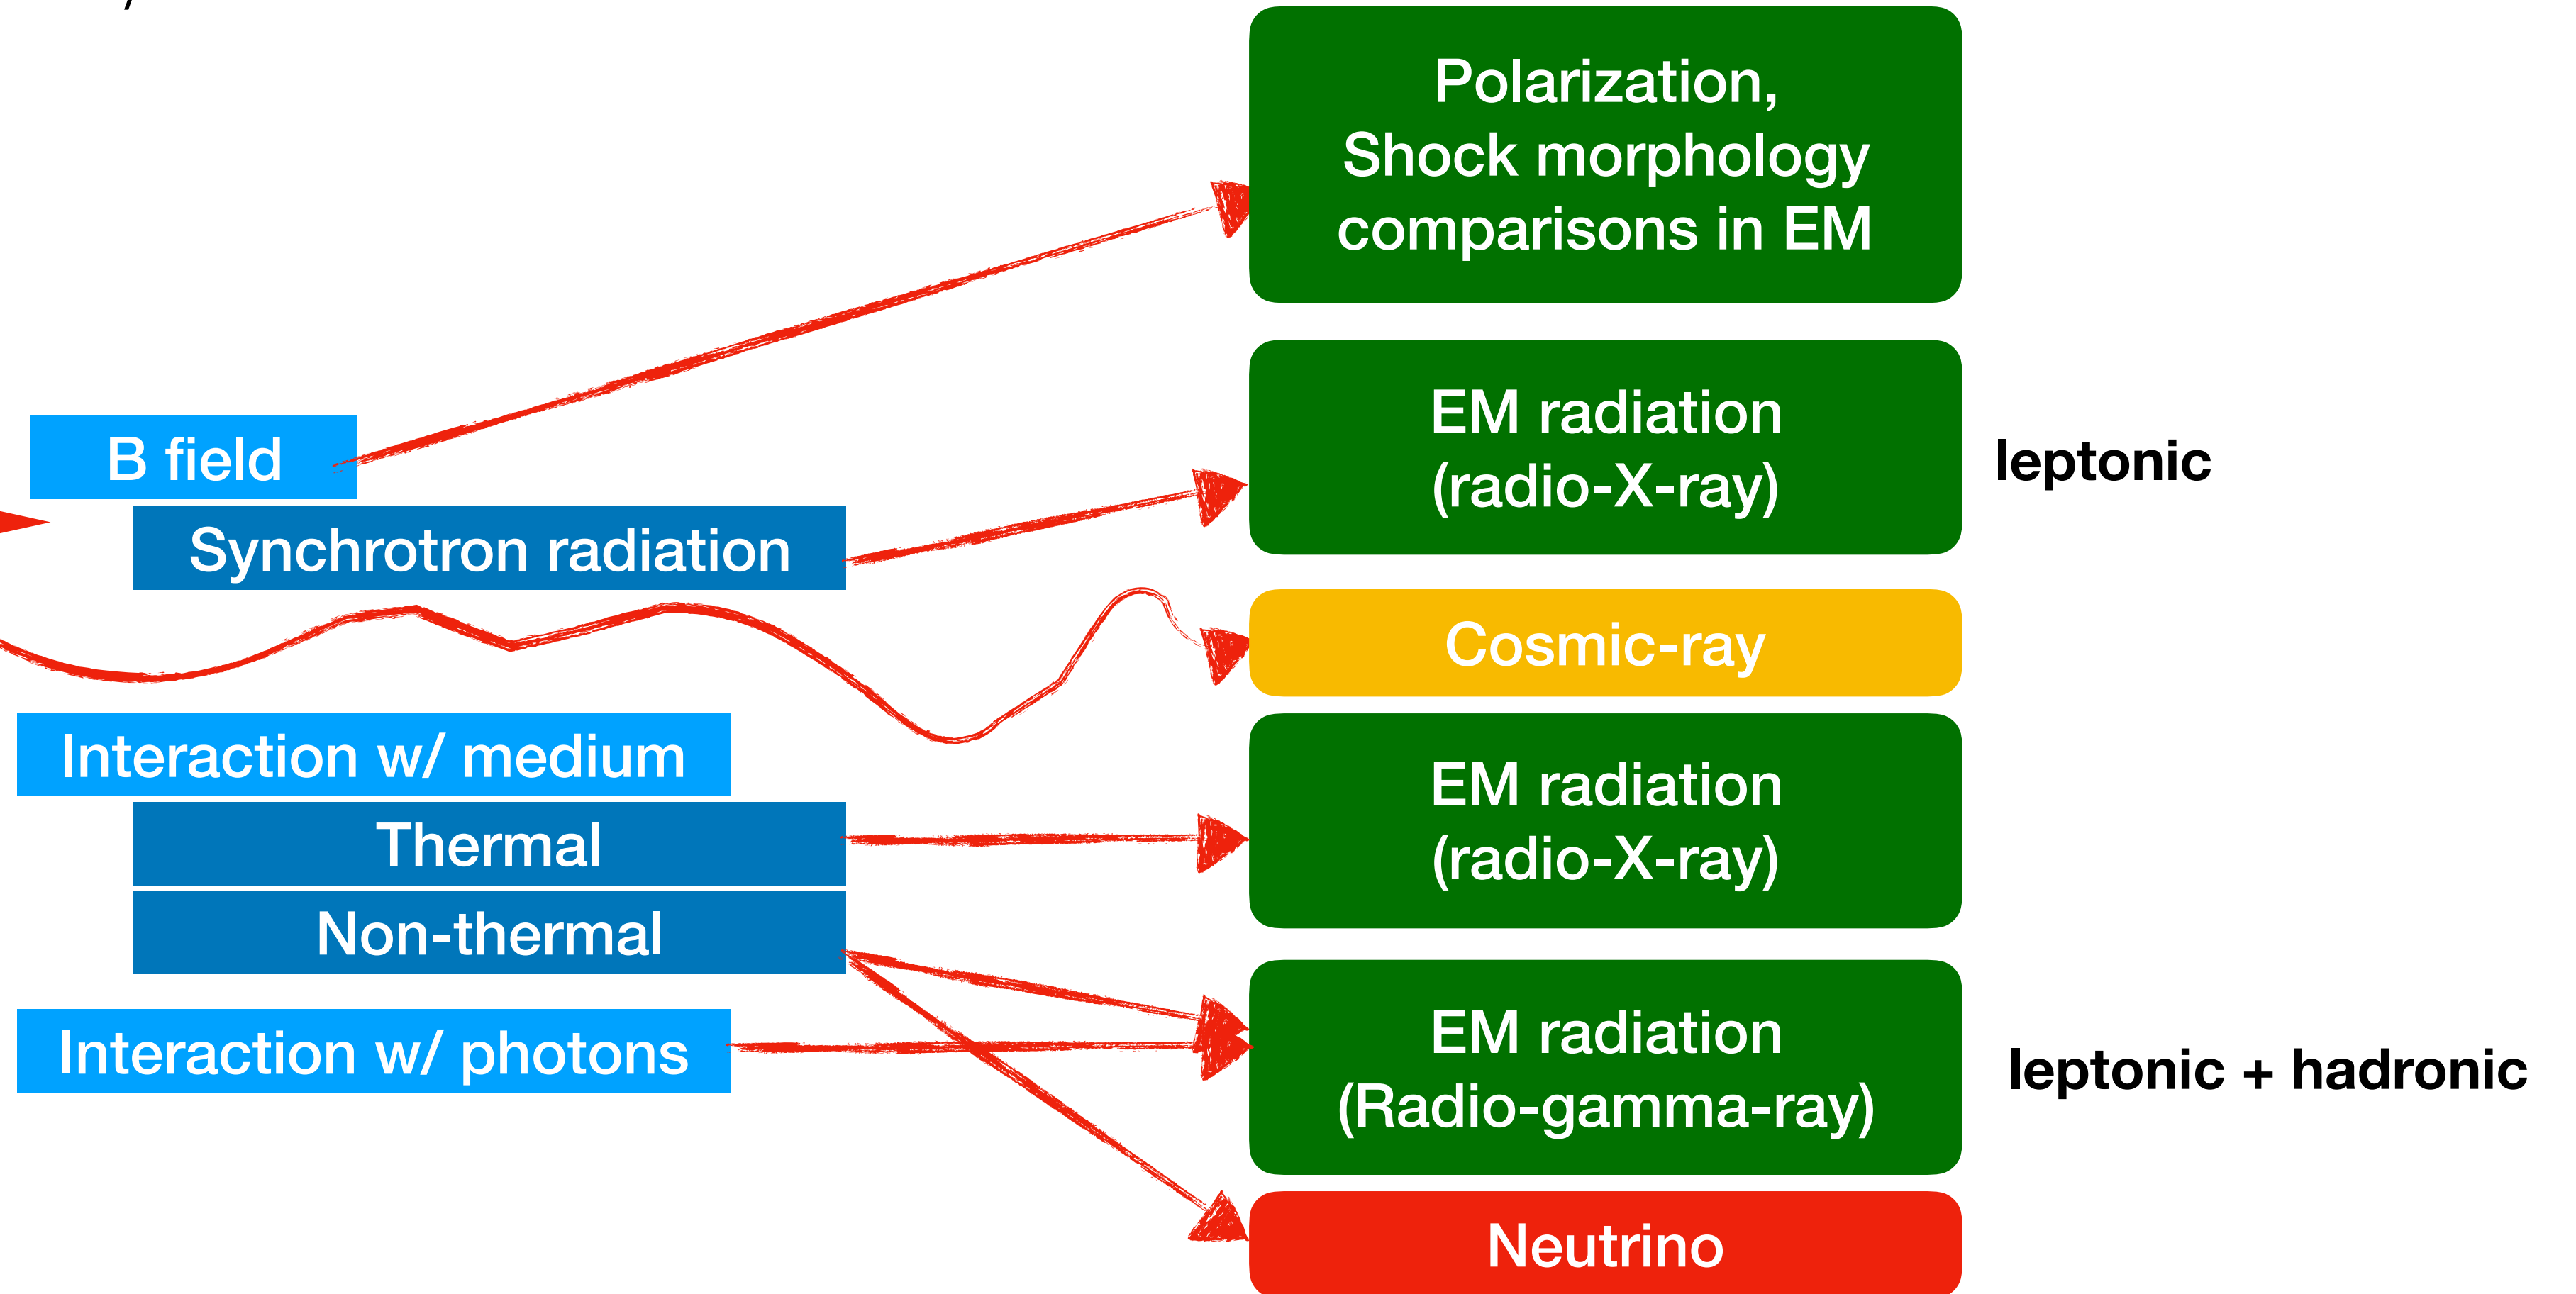 Polarization,
Shock morphology
comparisons in EM
B field
Synchrotron radiation
EM radiation
(radio-X-ray)
leptonic
Cosmic-ray
Interaction w/ medium
Thermal
Non-thermal
Interaction w/ photons
EM radiation
(radio-X-ray)
EM radiation
(Radio-gamma-ray)
leptonic + hadronic
Neutrino